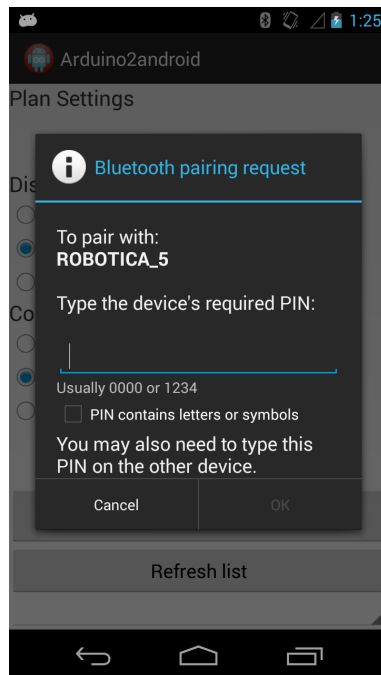 1:25
Arduino2android
Plan Settings
Bluetooth pairing request
Dis
To pair with:
ROBOTICA_5
Type the device's required PIN:
Co
Usually 0000 or 1234
PIN contains letters or symbols
You may also need to type this
PIN on the other device.
Cancel OK
Refresh list